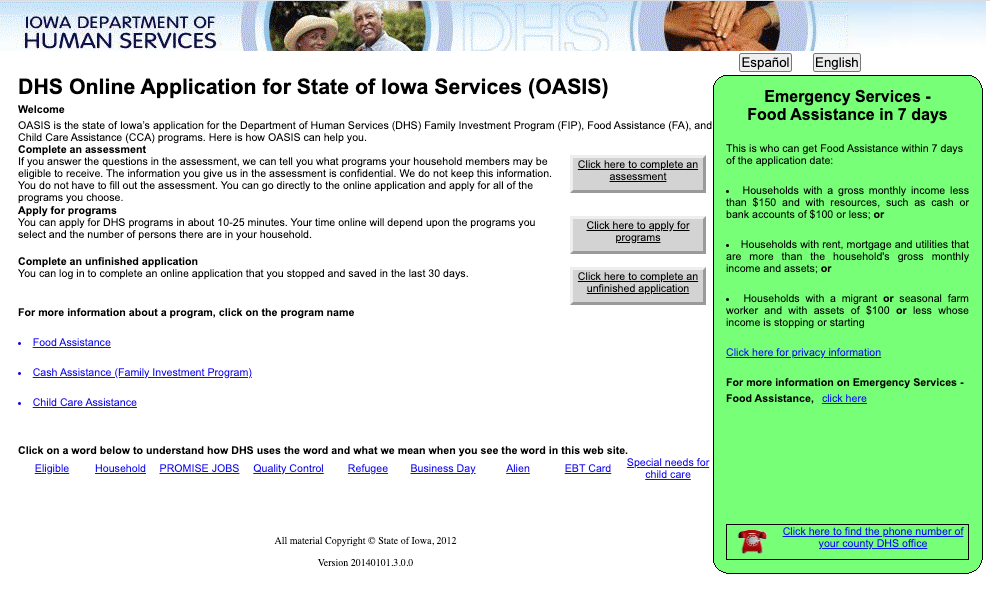 IOWA DEPARTMENT OF
HUMAN SERVICES
DHS
Español English
DHS Online Application for State of Iowa Services (OASIS)
Welcome
OASIS is the state of Iowa's application for the Department of Human Services (DHS) Family Investment Program (FIP), Food Assistance (FA), and
Child Care Assistance (CCA) programs. Here is how OASIS can help you.
Complete an assessment
If you answer the questions in the assessment, we can tell you what programs your household members may be
eligible to receive. The information you give us in the assessment is confidential. We do not keep this information.
You do not have to fill out the assessment. You can go directly to the online application and apply for all of the
programs you choose.
Click here to complete an
assessment
Apply for programs
You can apply for DHS programs in about 10-25 minutes. Your time online will depend upon the programs you
select and the number of persons there are in your household.
Click here to apply for
programs
Complete an unfinished application
You can log in to complete an online application that you stopped and saved in the last 30 days.
Click here to complete an
unfinished application
For more information about a program, click on the program name
• Food Assistance
• Cash Assistance (Family Investment Program)
• Child Care Assistance
Click on a word below to understand how DHS uses the word and what we mean when you see the word in this web site.
Eligible Household PROMISE JOBS Quality Control Refugee Business Day Alien EBT Card Special needs for
child care
All material Copyright © State of Iowa, 2012
Version 20140101.3.0.0
Emergency Services -
Food Assistance in 7 days
This is who can get Food Assistance within 7 days
of the application date:
• Households with a gross monthly income less
than $150 and with resources, such as cash or
bank accounts of $100 or less; or
• Households with rent, mortgage and utilities that
are more than the household's gross monthly
income and assets; or
• Households with a migrant or seasonal farm
worker and with assets of $100 or less whose
income is stopping or starting
Click here for privacy information
For more information on Emergency Services -
Food Assistance, click here
Click here to find the phone number of
your county DHS office